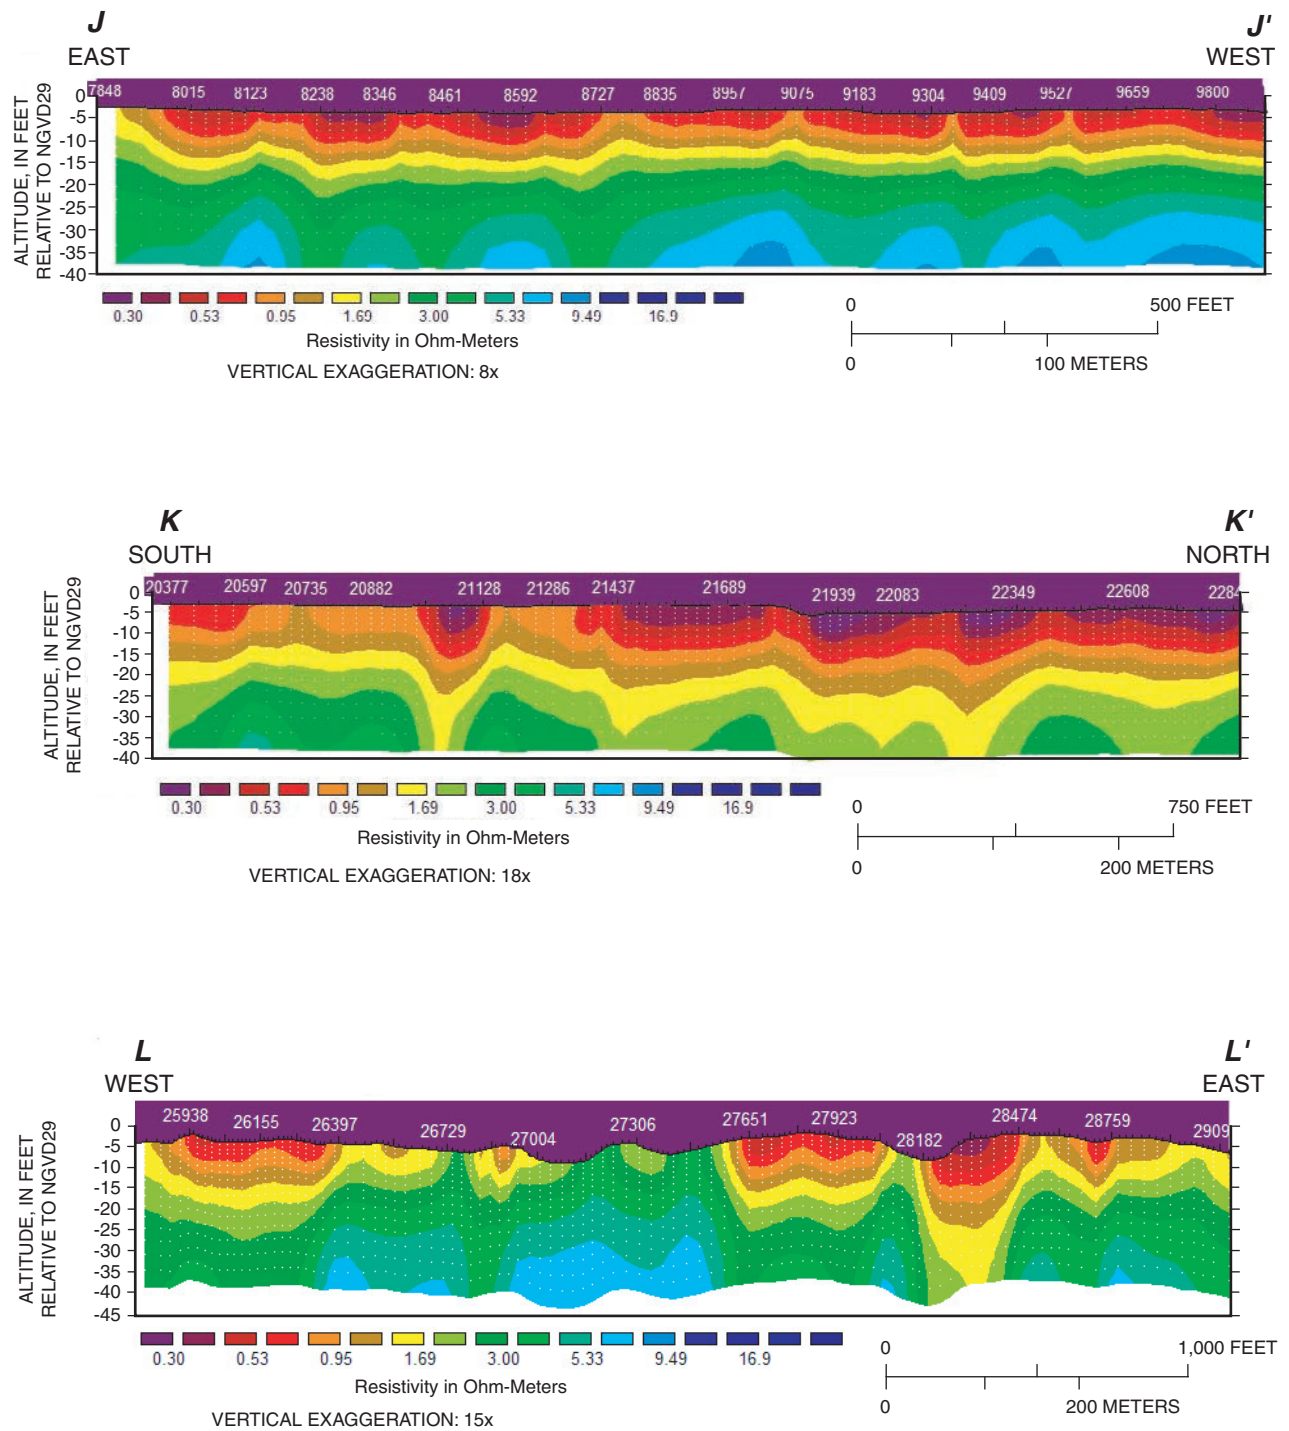 J
J'
EAST
WEST
ALTITUDE, IN FEET
RELATIVE TO NGVD29
0
-5
-10
-15
-20
-25
-30
-35
-40
7848 8015 8123 8238 8346 8461 8592 8727 8835 8957 9075 9183 9304 9409 9527 9659 9800
0.30 0.53 0.95 1.69 3.00 5.33 9.49 16.9
Resistivity in Ohm-Meters
VERTICAL EXAGGERATION: 8x
0 500 FEET
0 100 METERS
K
K'
SOUTH
NORTH
ALTITUDE, IN FEET
RELATIVE TO NGVD29
0
-5
-10
-15
-20
-25
-30
-35
-40
20377 20597 20735 20882 21128 21286 21437 21689 21939 22083 22349 22608 2284
0.30 0.53 0.95 1.69 3.00 5.33 9.49 16.9
Resistivity in Ohm-Meters
VERTICAL EXAGGERATION: 18x
0 750 FEET
0 200 METERS
L
L'
WEST
EAST
ALTITUDE, IN FEET
RELATIVE TO NGVD29
0
-5
-10
-15
-20
-25
-30
-35
-40
-45
25938 26155 26397 26729 27004 27306 27651 27923 28182 28474 28759 2909
0.30 0.53 0.95 1.69 3.00 5.33 9.49 16.9
Resistivity in Ohm-Meters
VERTICAL EXAGGERATION: 15x
0 1,000 FEET
0 200 METERS